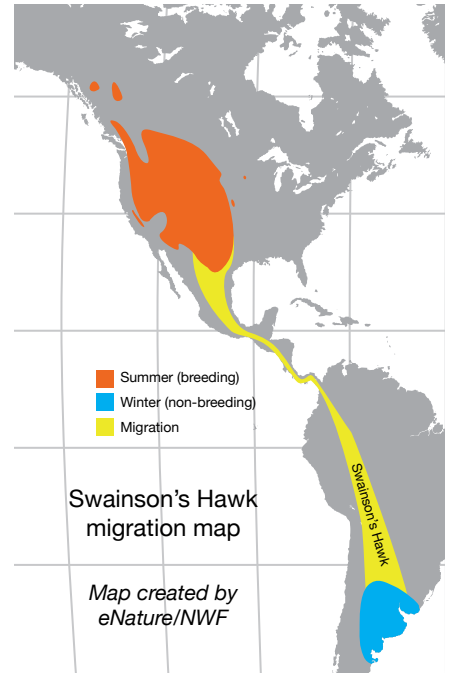 Summer (breeding)
Winter (non-breeding)
Migration
Swainson's Hawk
migration map
Map created by
eNature/NWF
Swainson's Hawk